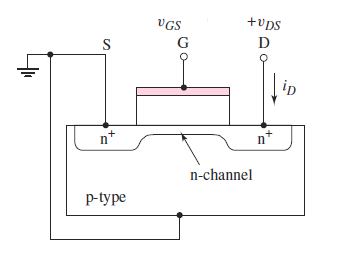 vGS +vDS
S G D
iD
n+ n+
n-channel
p-type